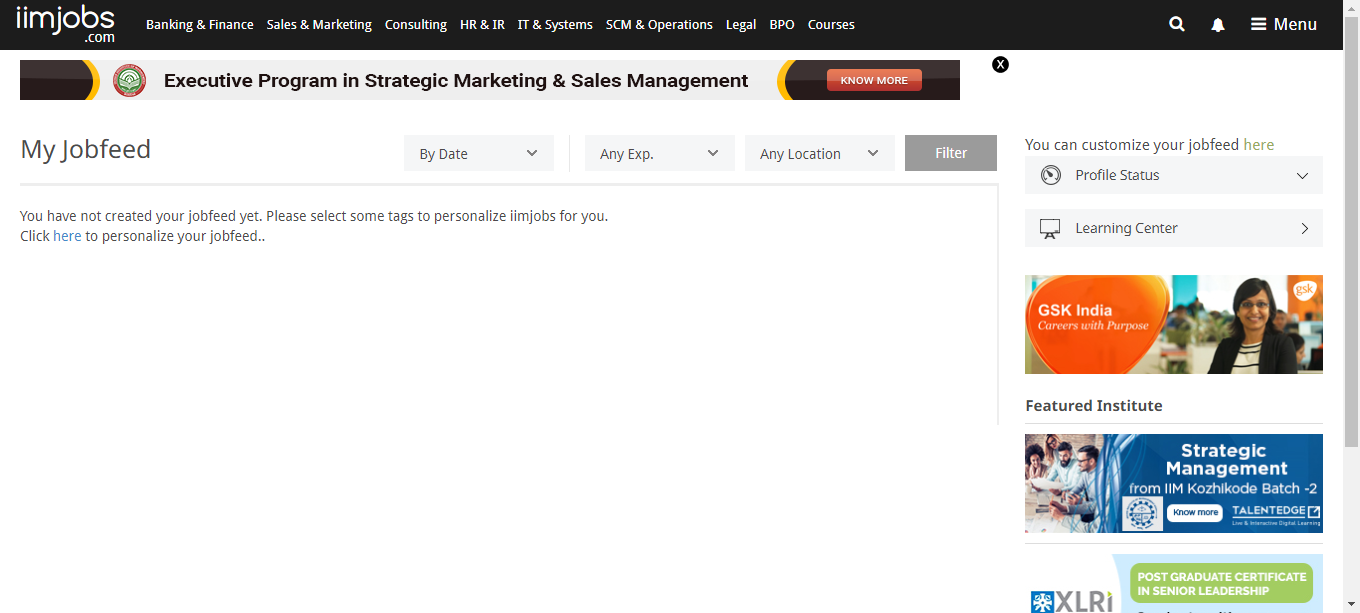 iimjobs
.com
Banking & Finance Sales & Marketing Consulting HR & IR IT & Systems SCM & Operations Legal BPO Courses
Menu
Executive Program in Strategic Marketing & Sales Management
KNOW MORE
X
My Jobfeed
By Date
Any Exp.
Any Location
Filter
You have not created your jobfeed yet. Please select some tags to personalize iimjobs for you.
Click here to personalize your jobfeed..
You can customize your jobfeed here
Profile Status
Learning Center
GSK India
Careers with Purpose
gsk
Featured Institute
Strategic
Management
from IIM Kozhikode Batch -2
Know more
TALENTEDGE
Live & Interactive Digital Learning
XLRi
POST GRADUATE CERTIFICATE
IN SENIOR LEADERSHIP